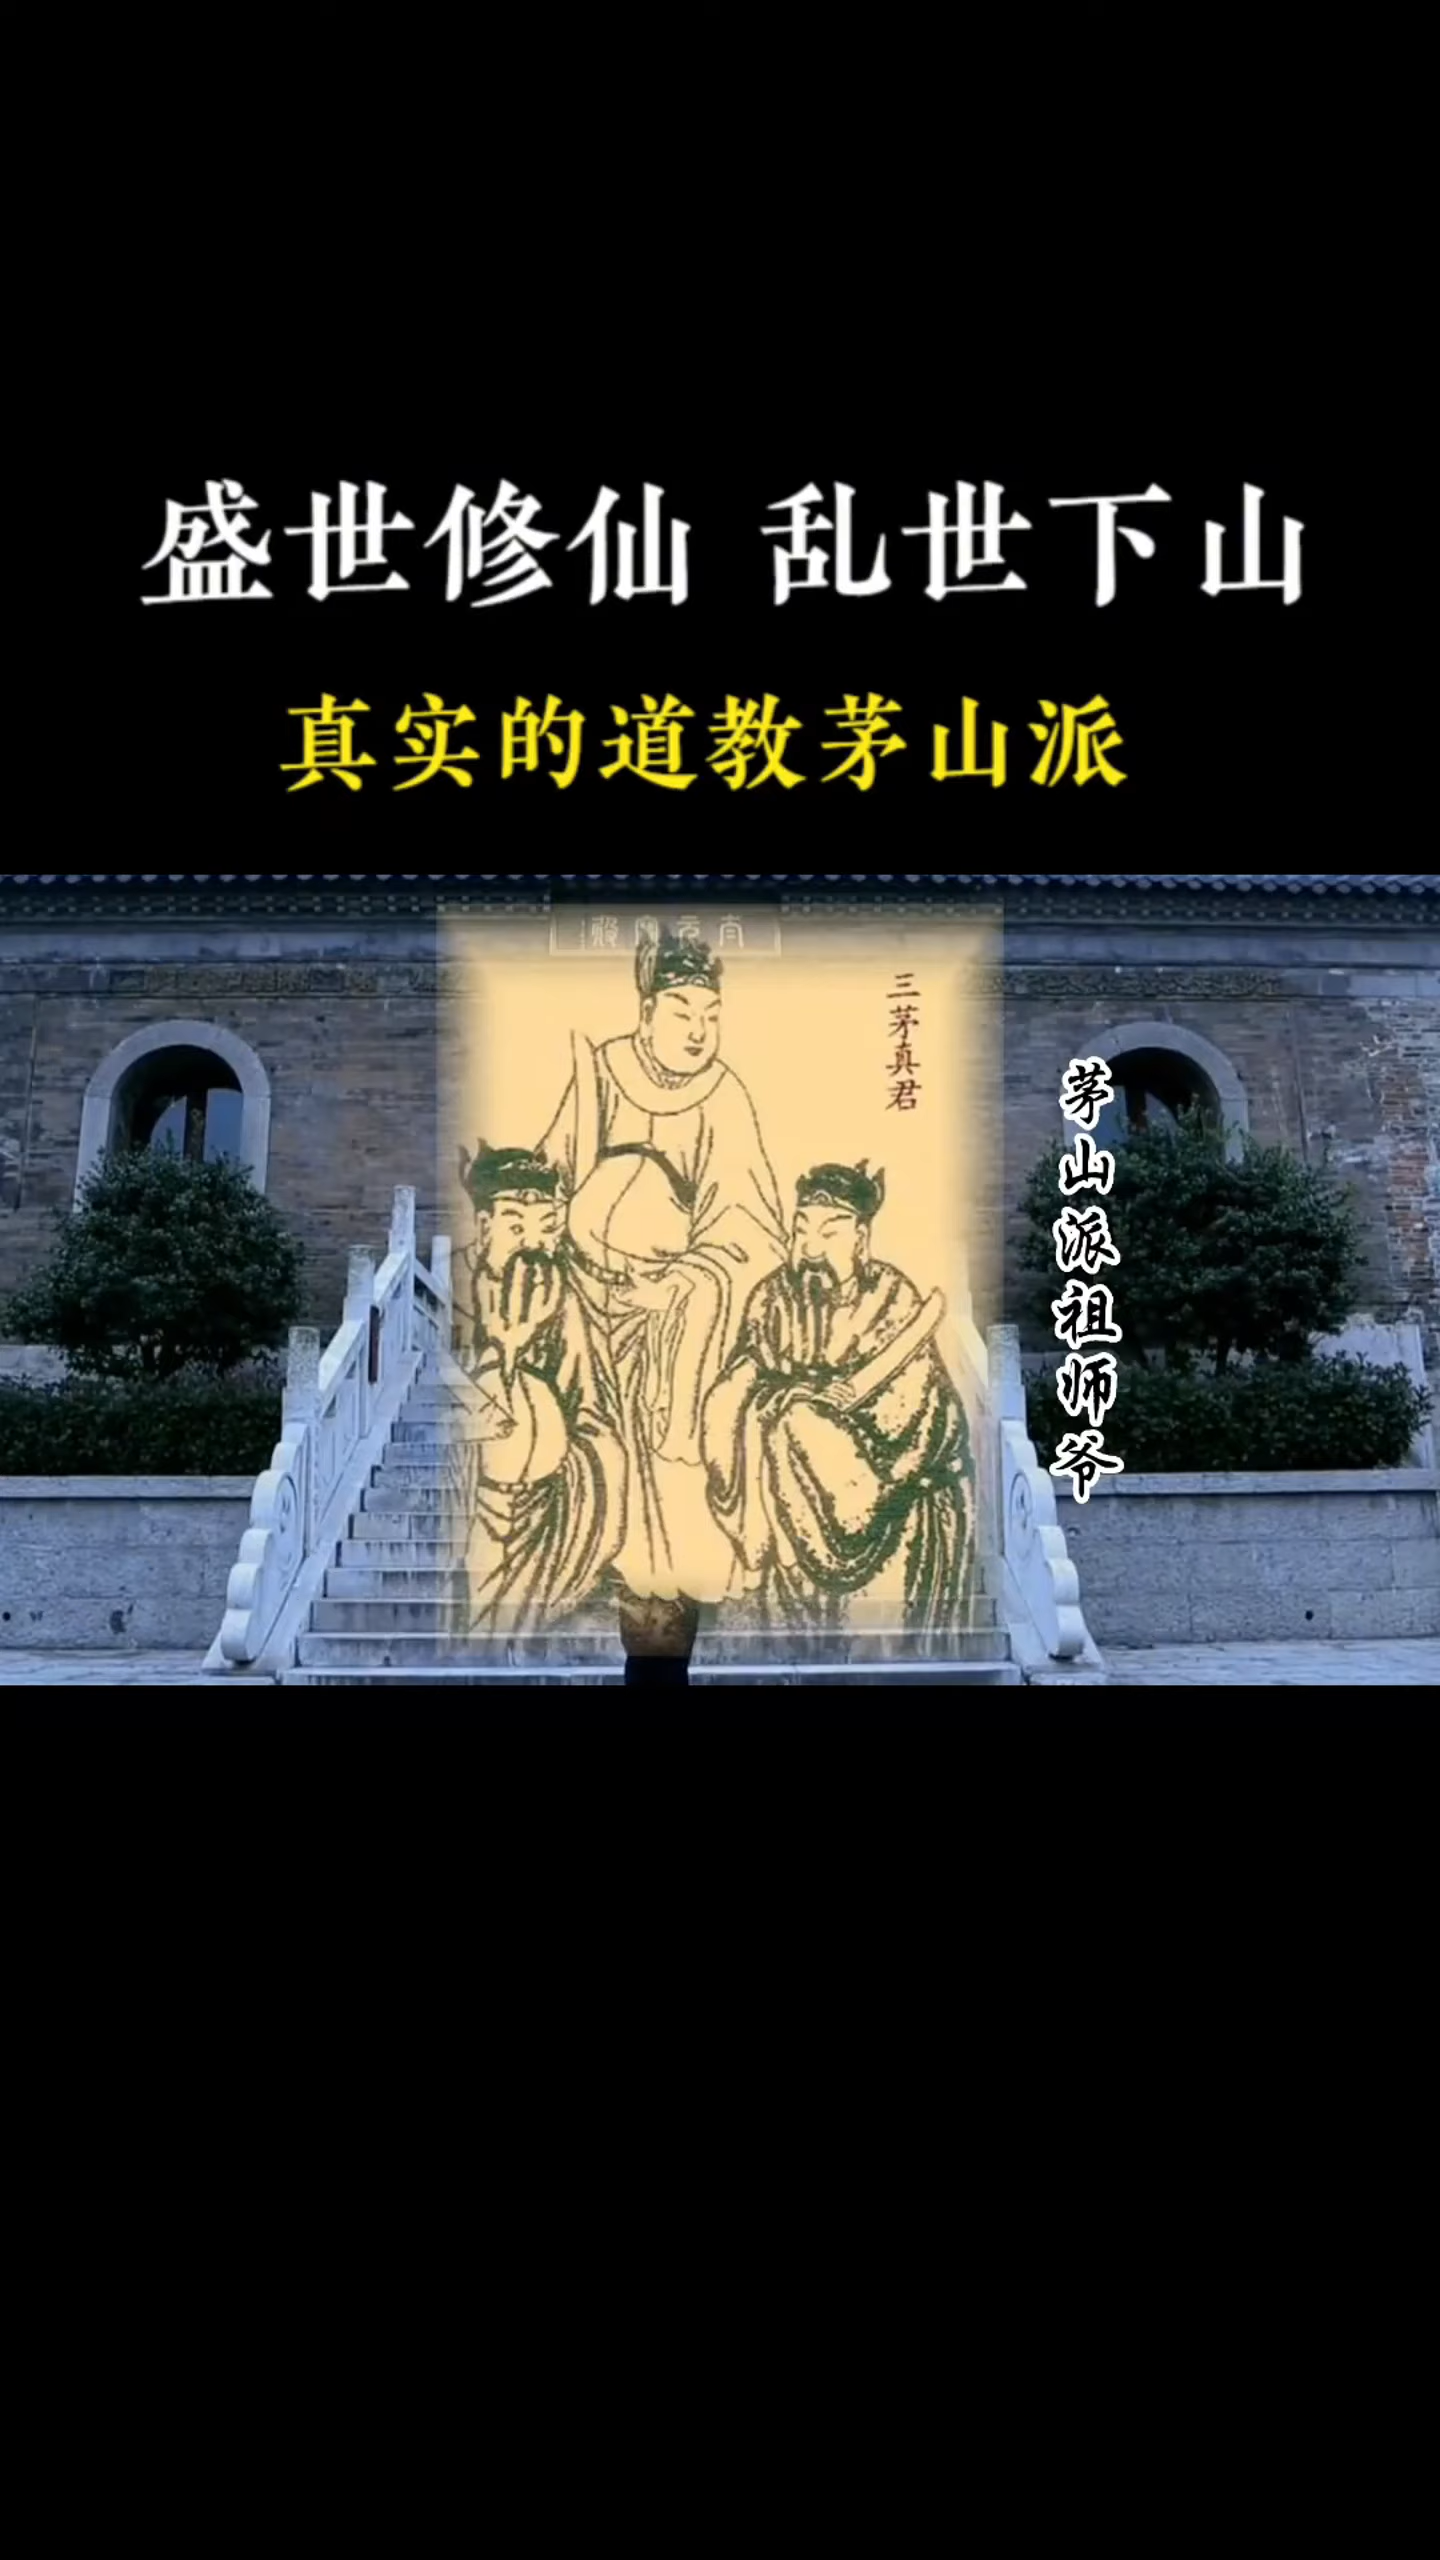 盛世修仙 乱世下山
真实的道教茅山派
三茅真君
茅山派祖师爷